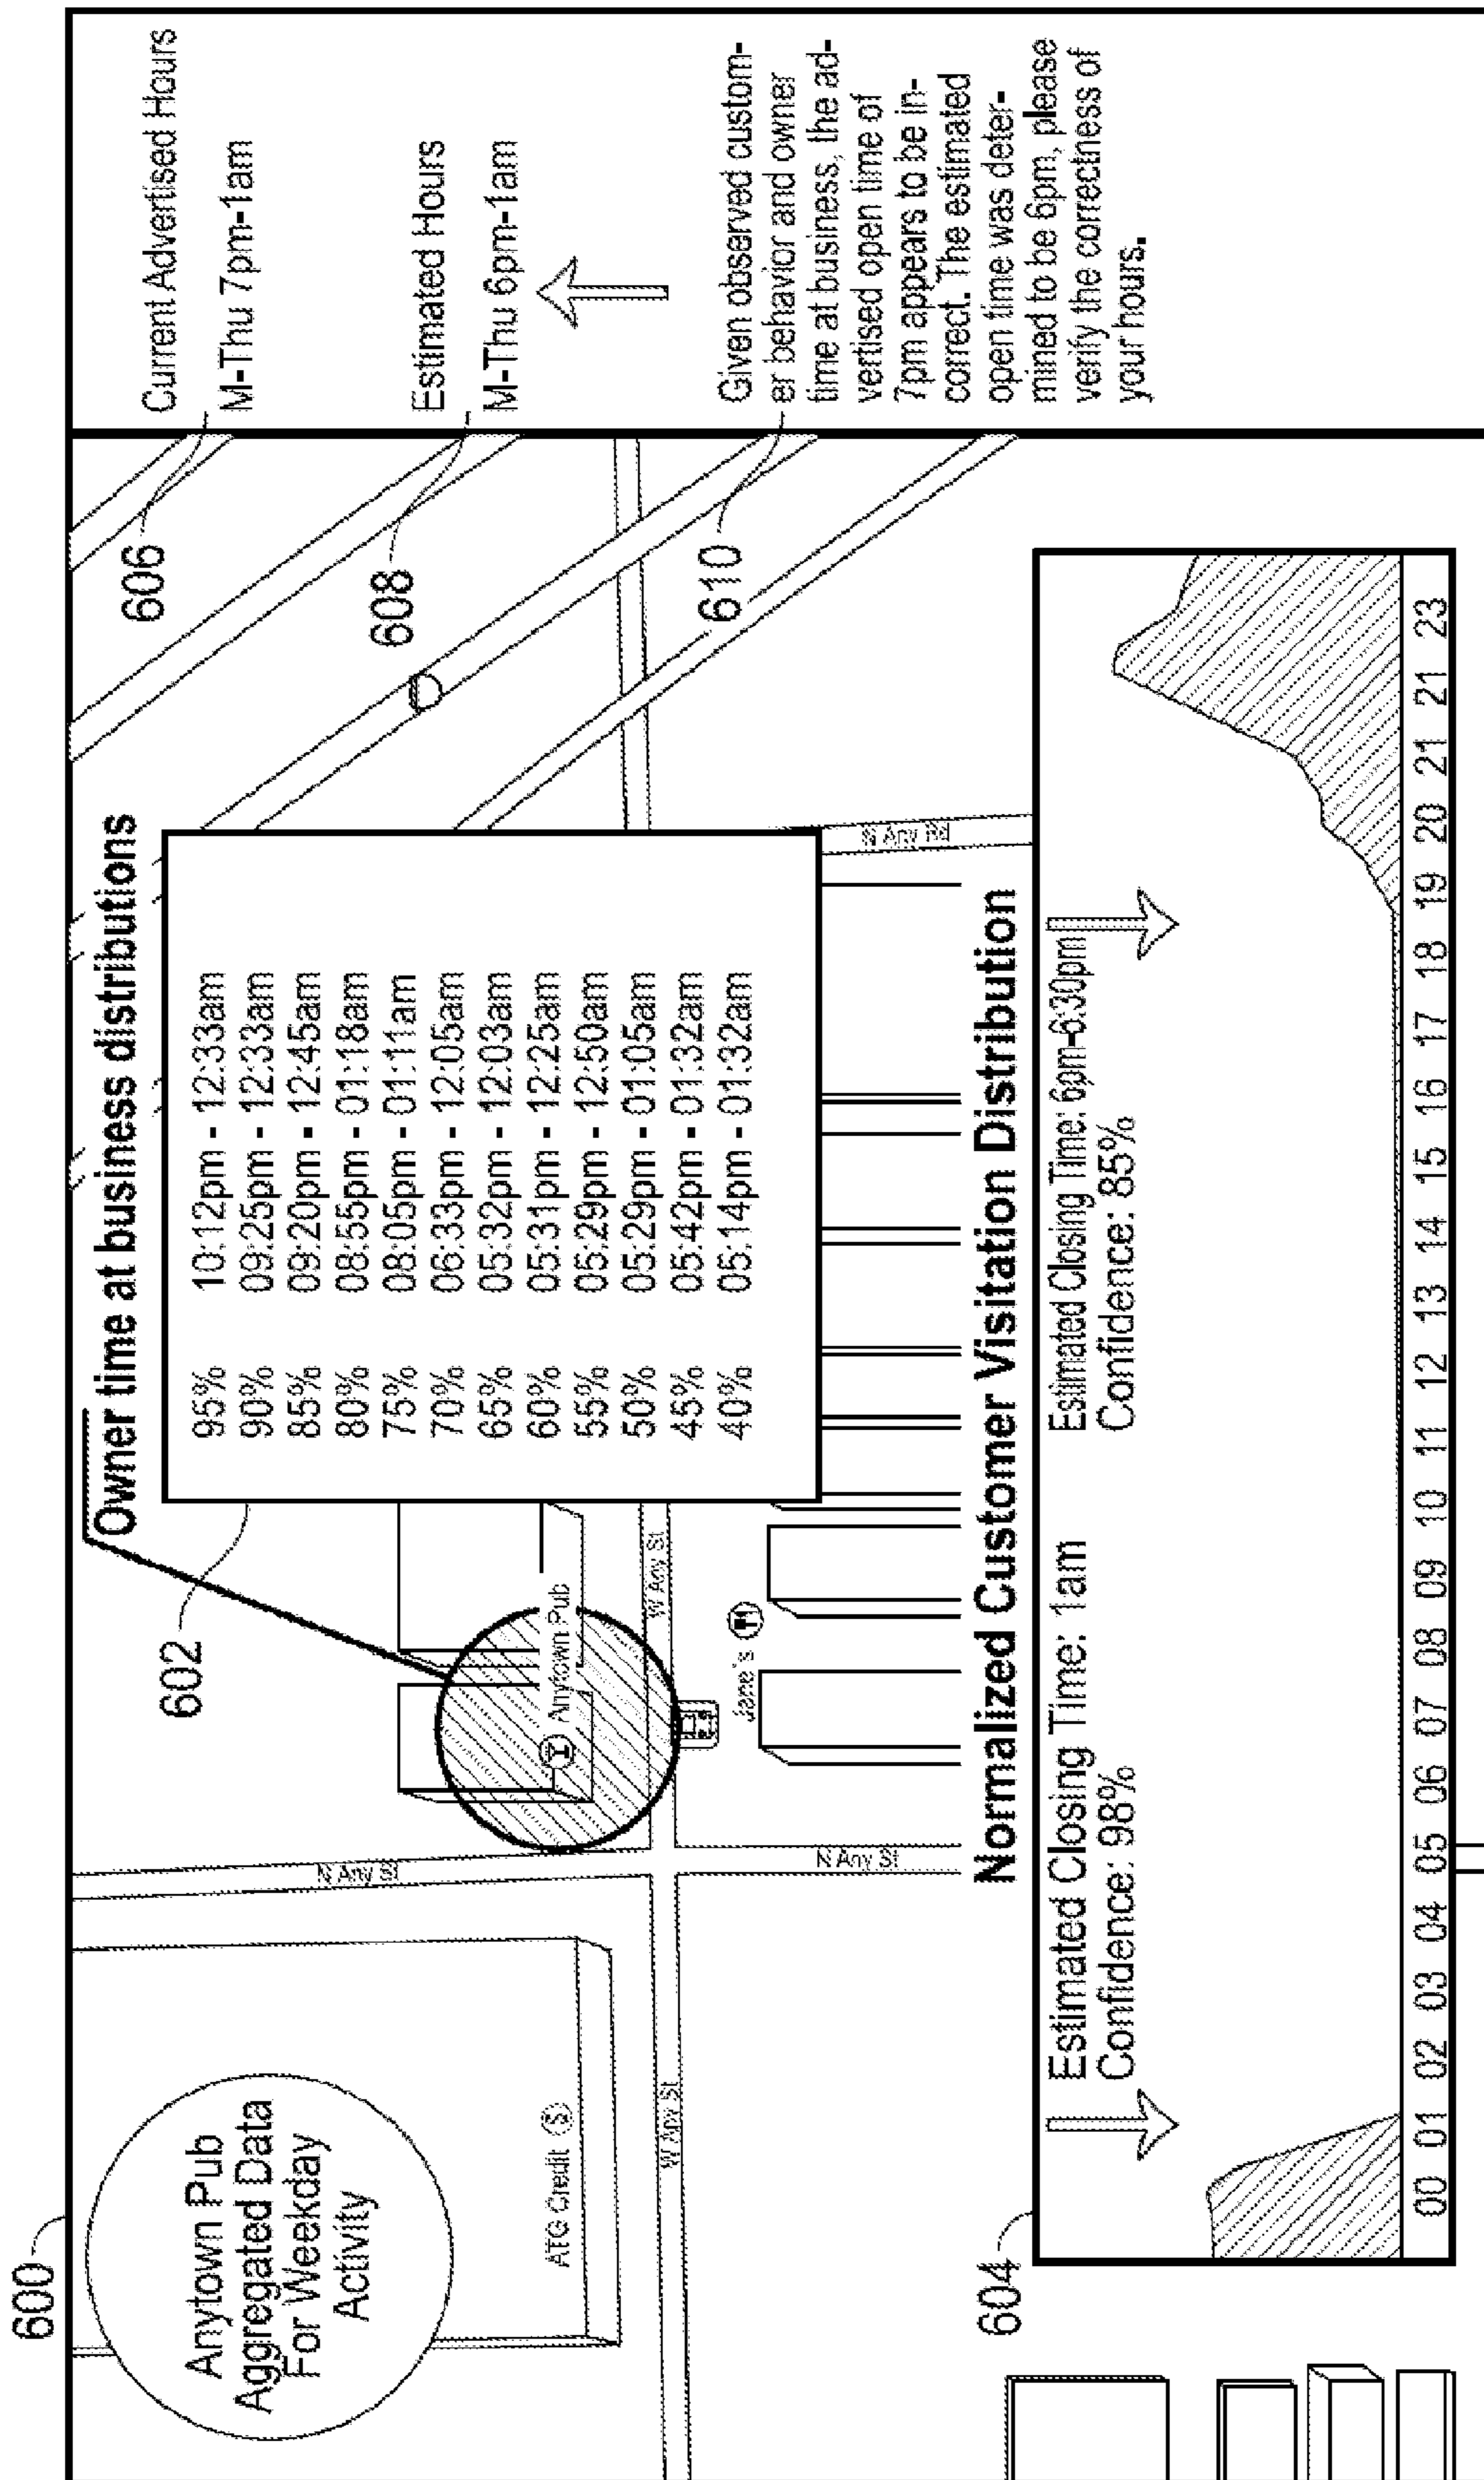 600
Anytown Pub
Aggregated Data
For Weekday
Activity
602
Owner time at business distributions
95% 10:12pm - 12:33am
90% 09:25pm - 12:33am
85% 09:20pm - 12:45am
80% 08:55pm - 01:18am
75% 08:05pm - 01:11am
70% 06:33pm - 12:05am
65% 05:32pm - 12:03am
60% 05:31pm - 12:25am
55% 05:29pm - 12:50am
50% 05:29pm - 01:05am
45% 05:42pm - 01:32am
40% 05:14pm - 01:32am
N Any St
ATG Credit $
W Any St
Anytown Pub
W Any St
Jane's
N Any St
N Any Rd
606
Current Advertised Hours
M-Thu 7pm-1am
608
Estimated Hours
M-Thu 6pm-1am
610
Given observed custom-
er behavior and owner
time at business, the ad-
vertised open time of
7pm appears to be in-
correct. The estimated
open time was deter-
mined to be 6pm, please
verify the correctness of
your hours.
604
Normalized Customer Visitation Distribution
Estimated Closing Time: 1am
Confidence: 98%
Estimated Closing Time: 6pm-6:30pm
Confidence: 85%
00 01 02 03 04 05 06 07 08 09 10 11 12 13 14 15 16 17 18 19 20 21 21 23